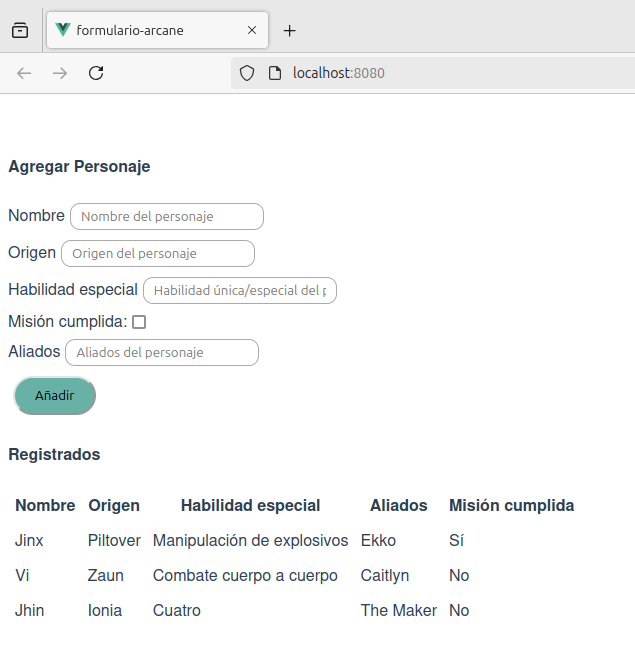 formulario-arcane
localhost:8080
Agregar Personaje
Nombre Nombre del personaje
Origen Origen del personaje
Habilidad especial Habilidad única/especial del p
Misión cumplida:
Aliados Aliados del personaje
Añadir
Registrados
Nombre Origen Habilidad especial Aliados Misión cumplida
Jinx Piltover Manipulación de explosivos Ekko Sí
Vi Zaun Combate cuerpo a cuerpo Caitlyn No
Jhin Ionia Cuatro The Maker No